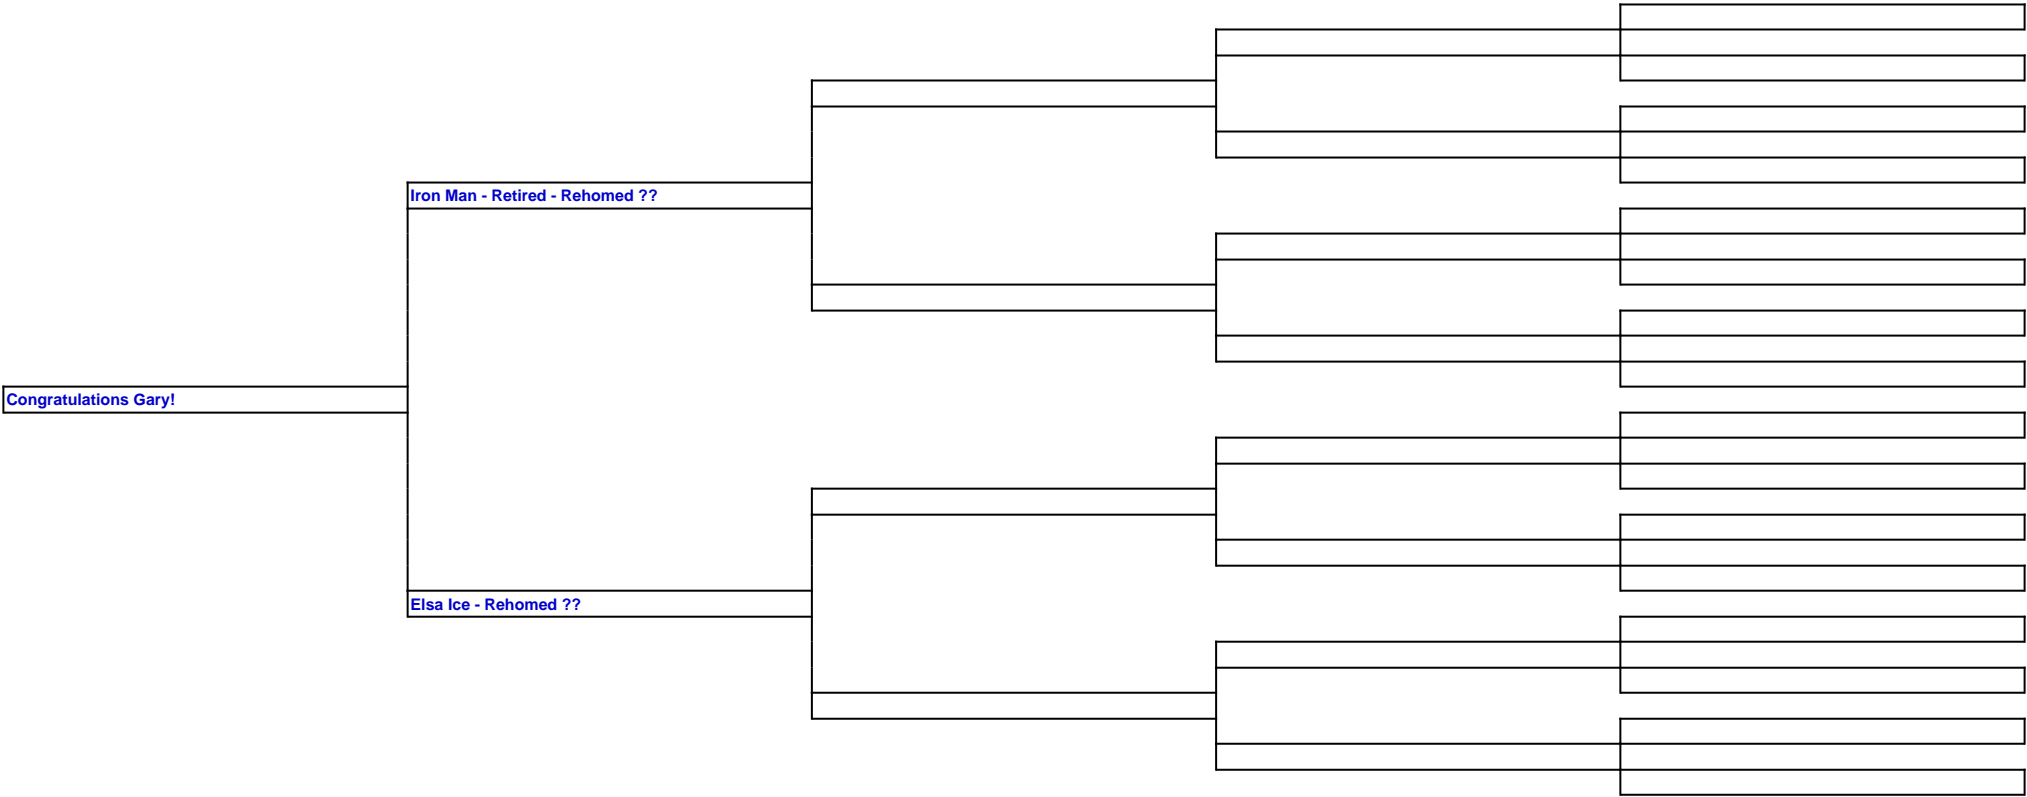 Iron Man - Retired - Rehomed ??
Congratulations Gary!
Elsa Ice - Rehomed ??